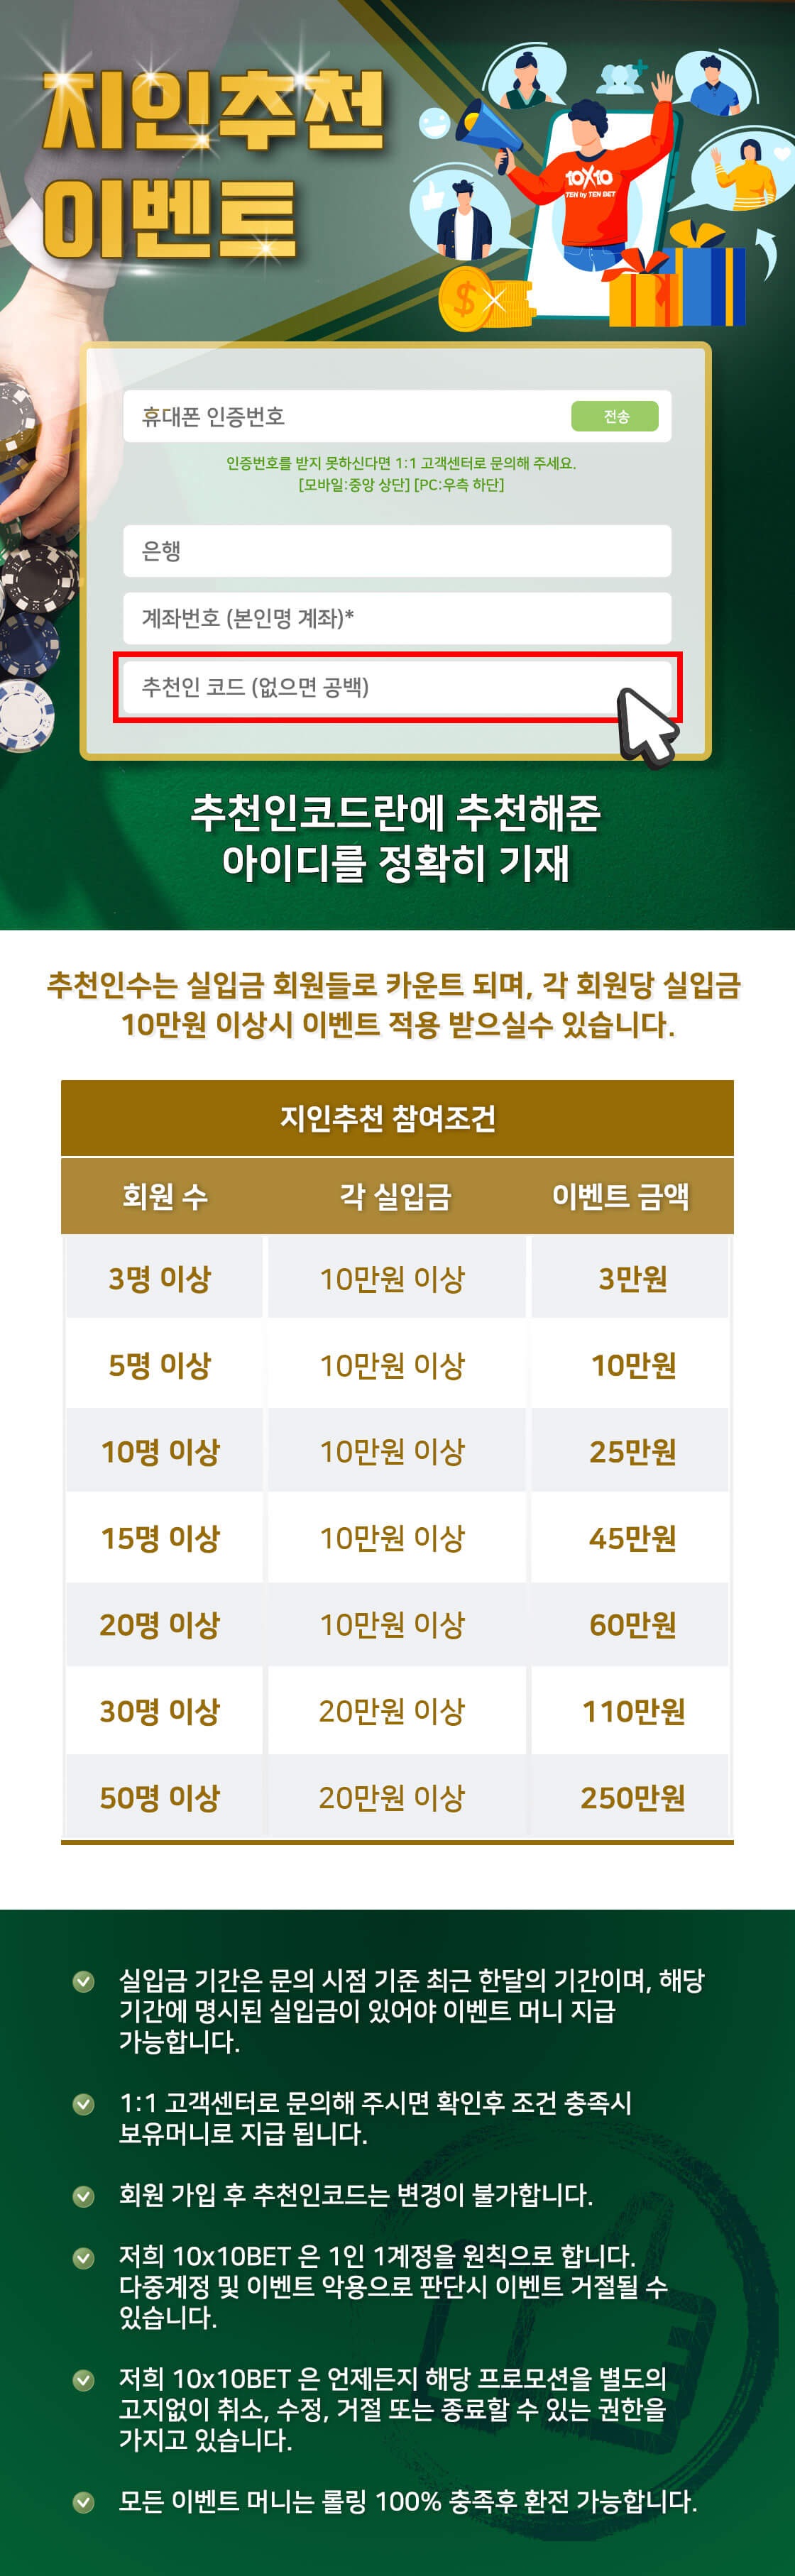 지인추천
이벤트
10X10
TEN by TEN BET
휴대폰 인증번호
전송
인증번호를 받지 못하신다면 1:1 고객센터로 문의해 주세요.
[모바일:중앙 상단] [PC:우측 하단]
은행
계좌번호 (본인명 계좌)*
추천인 코드 (없으면 공백)
추천인코드란에 추천해준
아이디를 정확히 기재
추천인수는 실입금 회원들로 카운트 되며, 각 회원당 실입금
10만원 이상시 이벤트 적용 받으실수 있습니다.
지인추천 참여조건
회원 수 각 실입금 이벤트 금액
3명 이상 10만원 이상 3만원
5명 이상 10만원 이상 10만원
10명 이상 10만원 이상 25만원
15명 이상 10만원 이상 45만원
20명 이상 10만원 이상 60만원
30명 이상 20만원 이상 110만원
50명 이상 20만원 이상 250만원
실입금 기간은 문의 시점 기준 최근 한달의 기간이며, 해당
기간에 명시된 실입금이 있어야 이벤트 머니 지급
가능합니다.
1:1 고객센터로 문의해 주시면 확인후 조건 충족시
보유머니로 지급 됩니다.
회원 가입 후 추천인코드는 변경이 불가합니다.
저희 10x10BET 은 1인 1계정을 원칙으로 합니다.
다중계정 및 이벤트 악용으로 판단시 이벤트 거절될 수
있습니다.
저희 10x10BET 은 언제든지 해당 프로모션을 별도의
고지없이 취소, 수정, 거절 또는 종료할 수 있는 권한을
가지고 있습니다.
모든 이벤트 머니는 롤링 100% 충족후 환전 가능합니다.